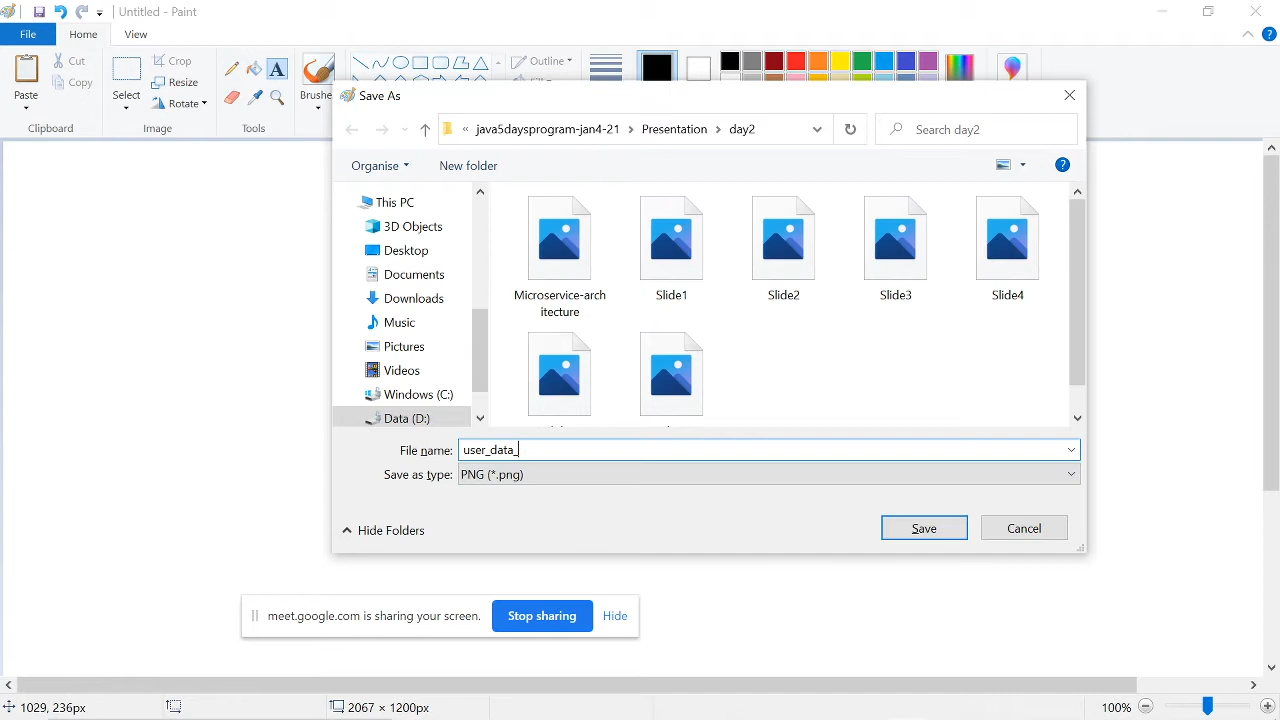 Untitled - Paint
File
Home
View
Paste
Cut
Copy
Clipboard
Select
Crop
Resize
Rotate
Image
Tools
Outline
Save As
« java5daysprogram-jan4-21 > Presentation > day2
Search day2
Organise
New folder
This PC
3D Objects
Desktop
Documents
Downloads
Music
Pictures
Videos
Windows (C:)
Data (D:)
Microservice-arch
itecture
Slide1
Slide2
Slide3
Slide4
File name:
user_data_
Save as type:
PNG (*.png)
Hide Folders
Save
Cancel
meet.google.com is sharing your screen.
Stop sharing
Hide
1029, 236px
2067 × 1200px
100%